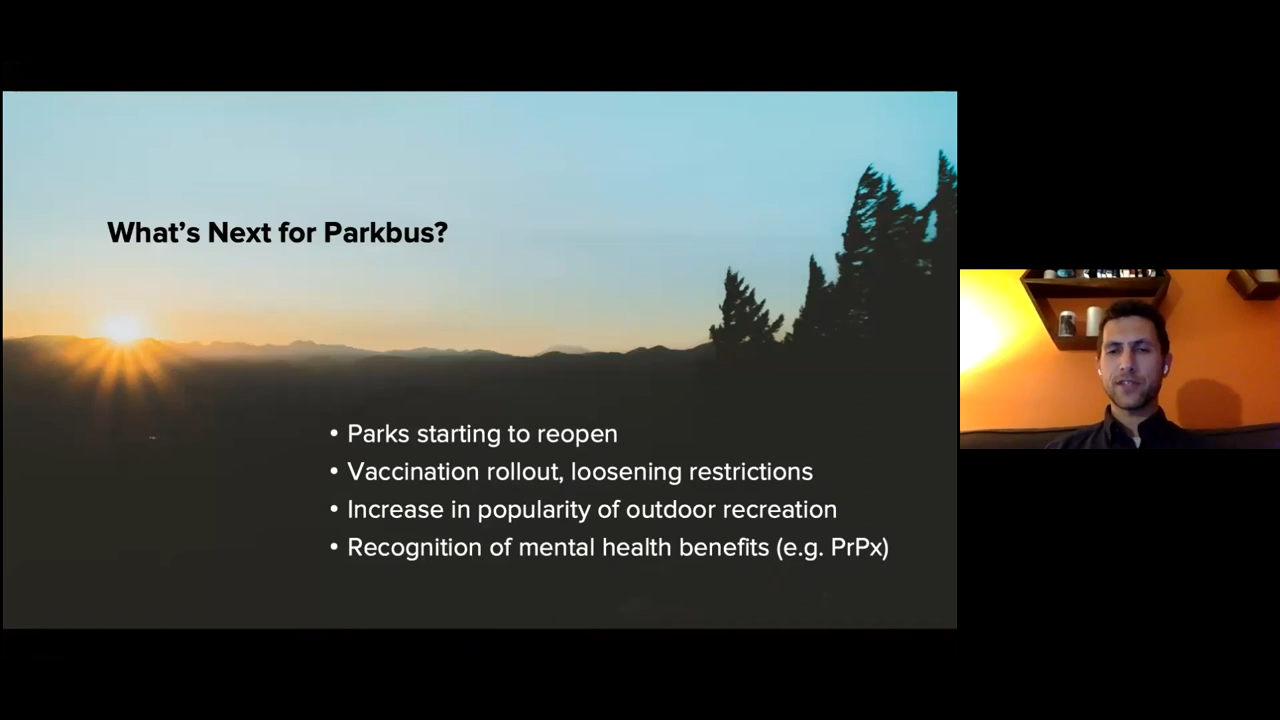 What's Next for Parkbus?
• Parks starting to reopen
• Vaccination rollout, loosening restrictions
• Increase in popularity of outdoor recreation
• Recognition of mental health benefits (e.g. PrPx)